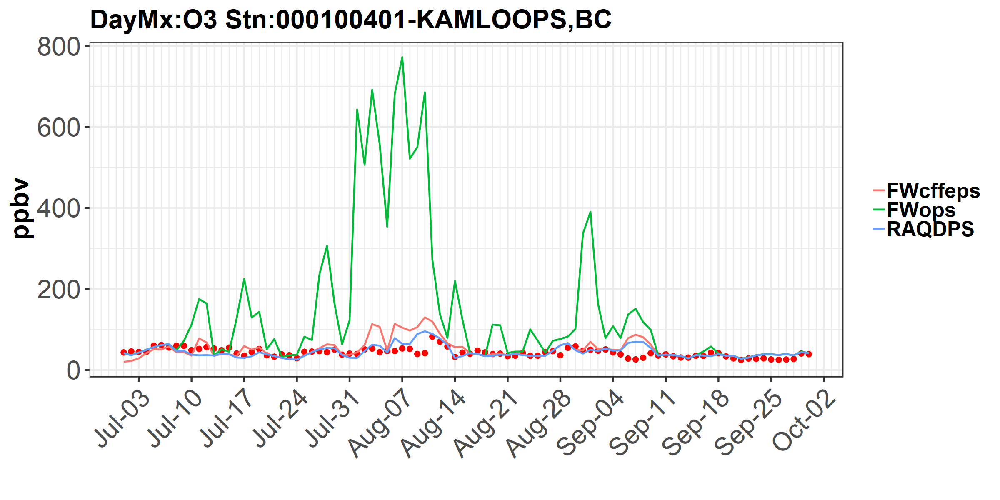 DayMx:O3 Stn:000100401-KAMLOOPS,BC
800
600
400
200
0
ppbv
Jul-03
Jul-10
Jul-17
Jul-24
Jul-31
Aug-07
Aug-14
Aug-21
Aug-28
Sep-04
Sep-11
Sep-18
Sep-25
Oct-02
FWcffeps
FWops
RAQDPS